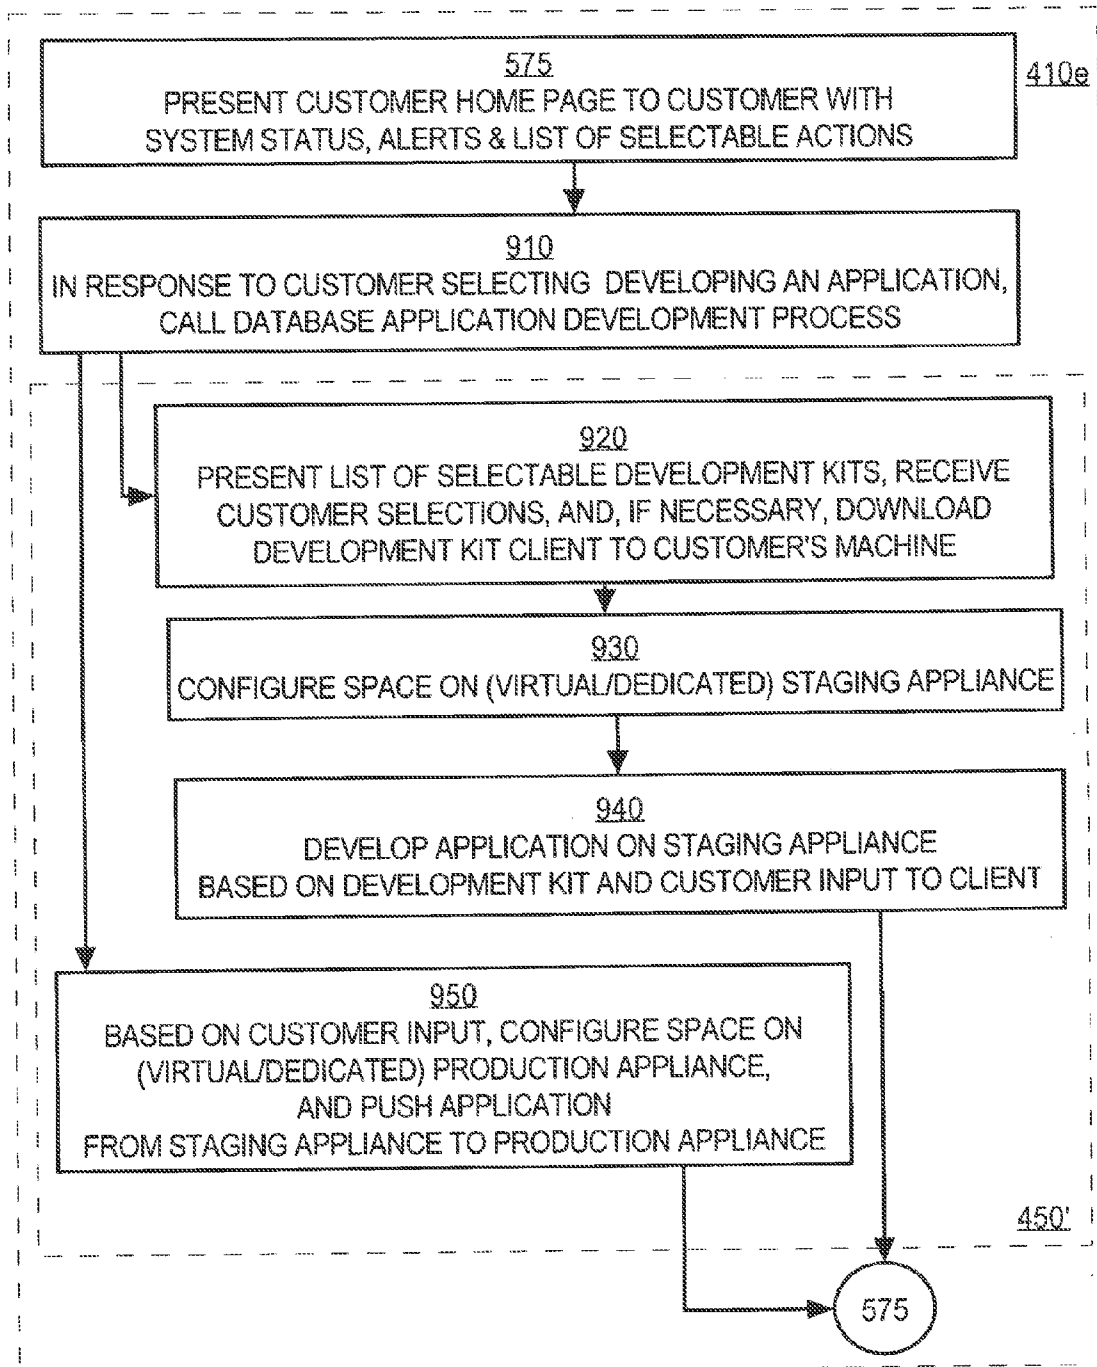 575
410e
PRESENT CUSTOMER HOME PAGE TO CUSTOMER WITH
SYSTEM STATUS, ALERTS & LIST OF SELECTABLE ACTIONS
910
IN RESPONSE TO CUSTOMER SELECTING DEVELOPING AN APPLICATION,
CALL DATABASE APPLICATION DEVELOPMENT PROCESS
920
PRESENT LIST OF SELECTABLE DEVELOPMENT KITS, RECEIVE
CUSTOMER SELECTIONS, AND, IF NECESSARY, DOWNLOAD
DEVELOPMENT KIT CLIENT TO CUSTOMER'S MACHINE
930
CONFIGURE SPACE ON (VIRTUAL/DEDICATED) STAGING APPLIANCE
940
DEVELOP APPLICATION ON STAGING APPLIANCE
BASED ON DEVELOPMENT KIT AND CUSTOMER INPUT TO CLIENT
950
BASED ON CUSTOMER INPUT, CONFIGURE SPACE ON
(VIRTUAL/DEDICATED) PRODUCTION APPLIANCE,
AND PUSH APPLICATION
FROM STAGING APPLIANCE TO PRODUCTION APPLIANCE
450'
575